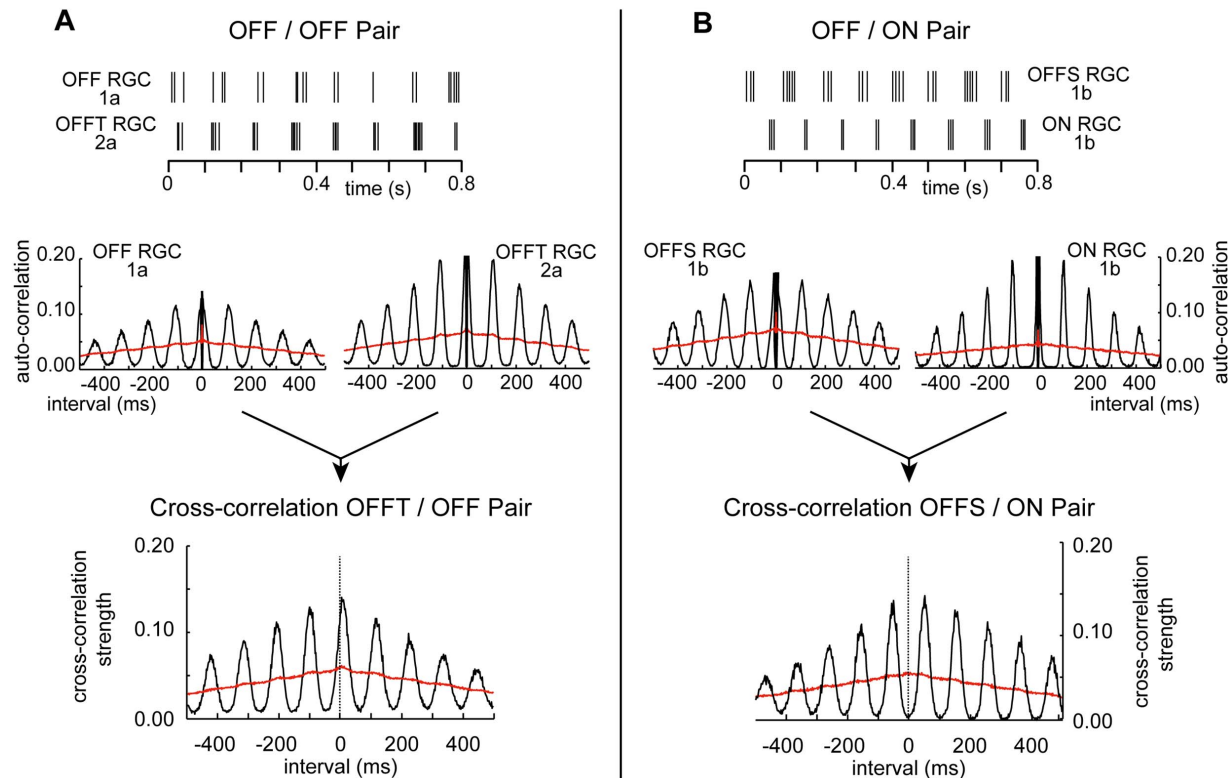 A
OFF / OFF Pair
OFF RGC
1a
OFFT RGC
2a
0 0.4 0.8
time (s)
auto-correlation
0.20
0.10
0.00
OFF RGC
1a
-400 -200 0 200 400
interval (ms)
OFFT RGC
2a
-400 -200 0 200 400
Cross-correlation OFFT / OFF Pair
cross-correlation
strength
0.20
0.10
0.00
-400 -200 0 200 400
interval (ms)
B
OFF / ON Pair
OFFS RGC
1b
ON RGC
1b
0 0.4 0.8
time (s)
OFFS RGC
1b
-400 -200 0 200 400
ON RGC
1b
0.20
0.10
0.00
auto-correlation
-400 -200 0 200 400
interval (ms)
Cross-correlation OFFS / ON Pair
0.20
0.10
0.00
cross-correlation
strength
-400 -200 0 200 400
interval (ms)